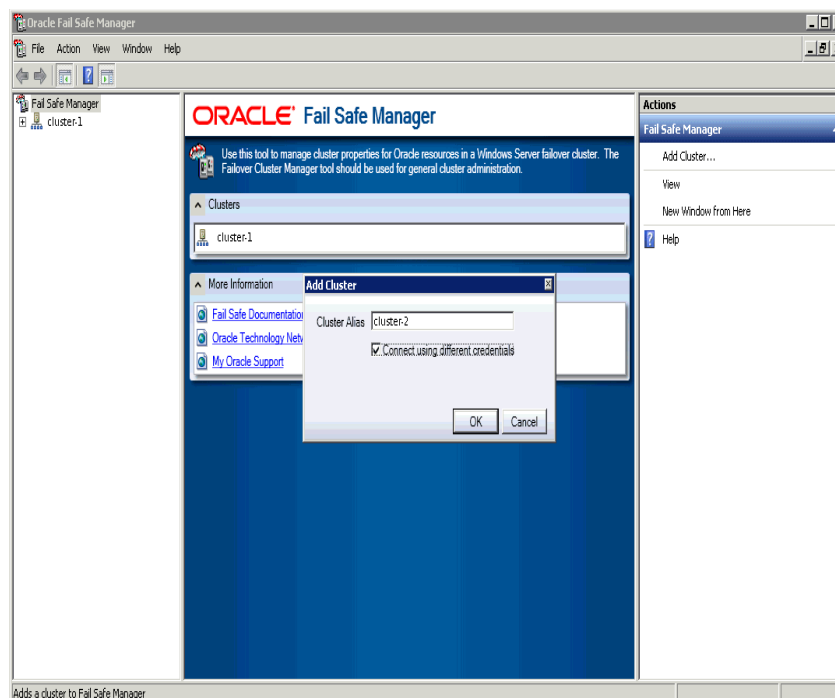 Oracle Fail Safe Manager
File Action View Window Help
Fail Safe Manager
cluster-1
ORACLE Fail Safe Manager
Use this tool to manage cluster properties for Oracle resources in a Windows Server failover cluster. The
Failover Cluster Manager tool should be used for general cluster administration.
Clusters
cluster-1
More Information
Fail Safe Documentation
Oracle Technology Netw
My Oracle Support
Add Cluster
Cluster Alias cluster-2
Connect using different credentials
OK Cancel
Actions
Fail Safe Manager
Add Cluster...
View
New Window from Here
Help
Adds a cluster to Fail Safe Manager